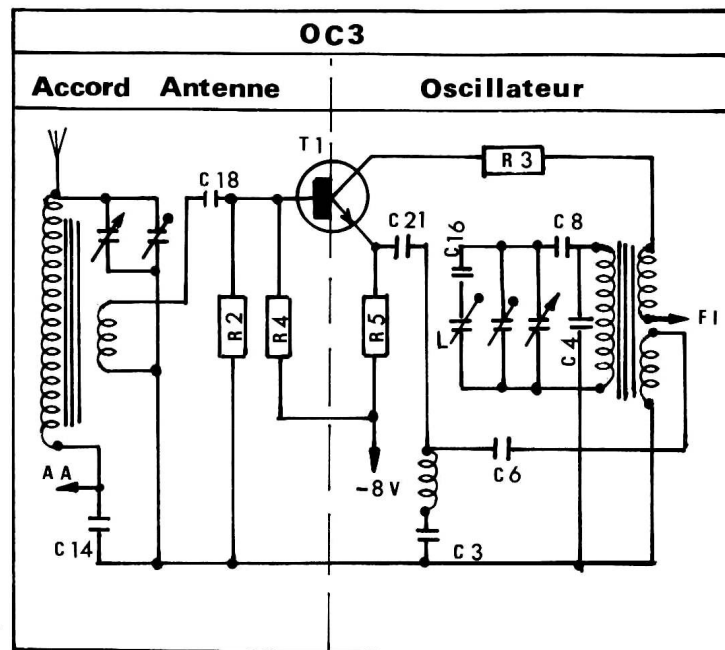 OC3
Accord Antenne
Oscillateur
T1
R3
C18
C21
C16
C8
R2
R4
R5
C4
FI
L
AA
-8V
C6
C14
C3